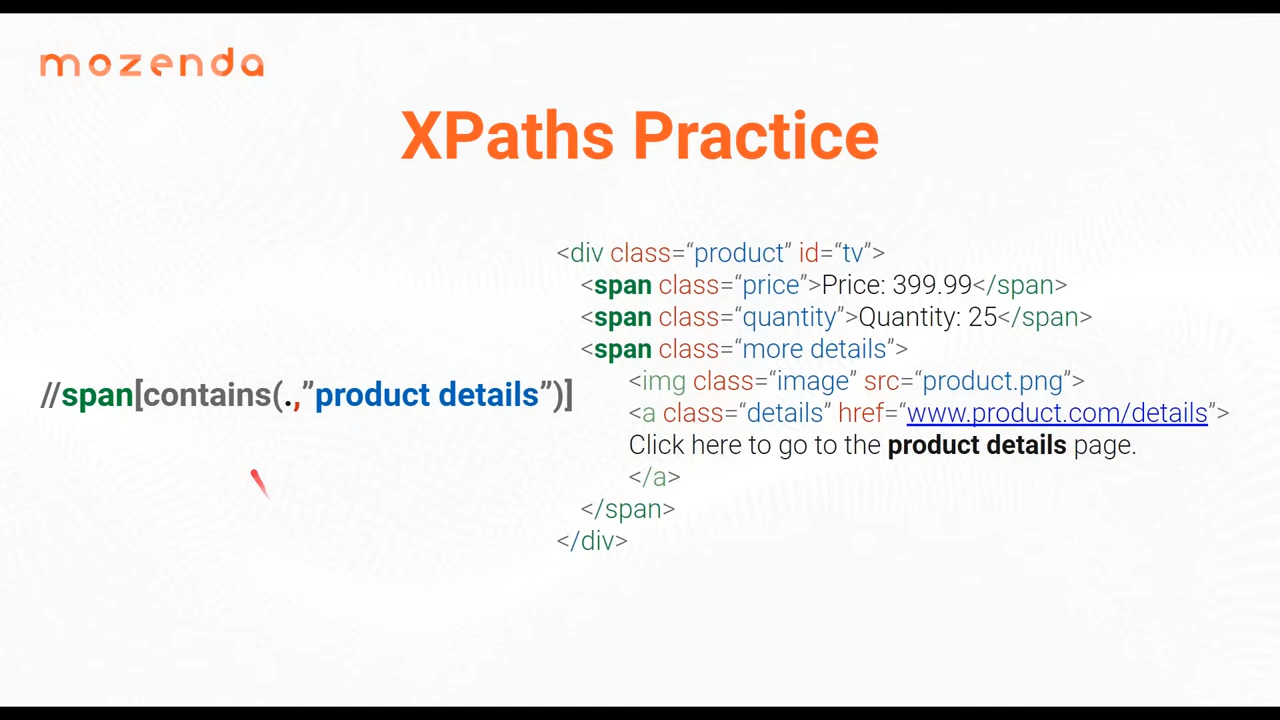 mozenda
XPaths Practice
<div class=“product” id=“tv”>
<span class=“price”>Price: 399.99</span>
<span class=“quantity”>Quantity: 25</span>
<span class=“more details”>
<img class=“image” src=“product.png”>
//span[contains(.,”product details”)]
<a class=“details” href=“www.product.com/details”>
Click here to go to the product details page.
</a>
</span>
</div>